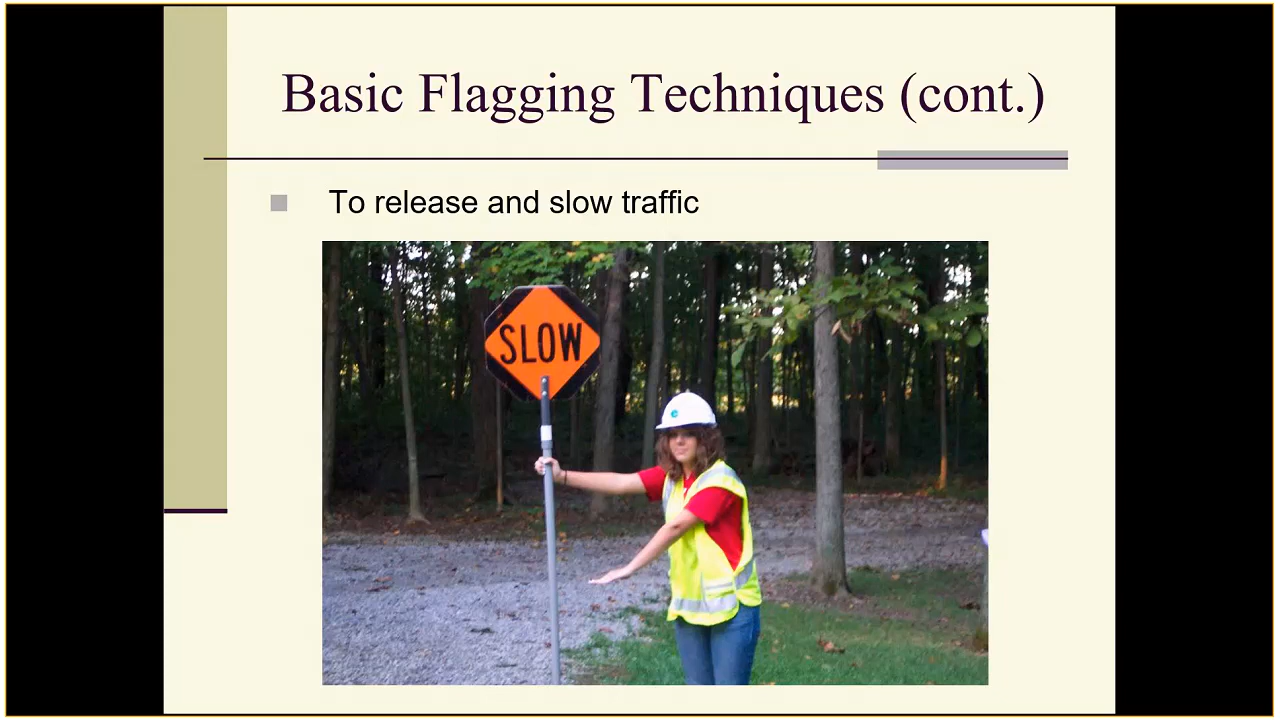 Basic Flagging Techniques (cont.)
To release and slow traffic
SLOW